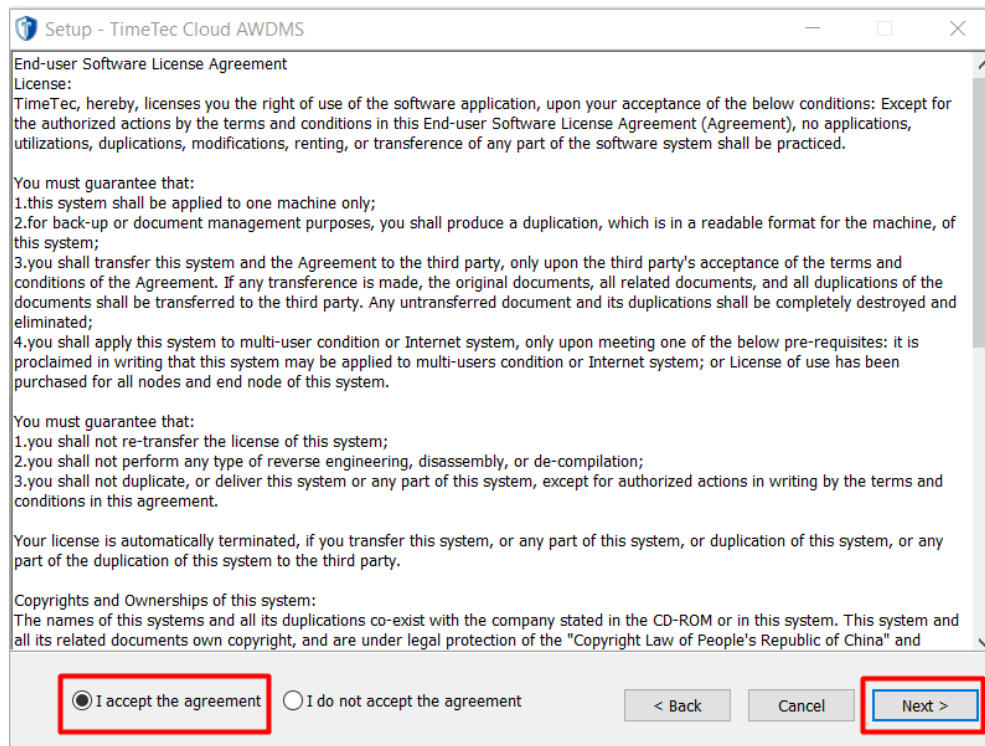 Setup - TimeTec Cloud AWDMS
End-user Software License Agreement
License:
TimeTec, hereby, licenses you the right of use of the software application, upon your acceptance of the below conditions: Except for
the authorized actions by the terms and conditions in this End-user Software License Agreement (Agreement), no applications,
utilizations, duplications, modifications, renting, or transference of any part of the software system shall be practiced.
You must guarantee that:
1.this system shall be applied to one machine only;
2.for back-up or document management purposes, you shall produce a duplication, which is in a readable format for the machine, of
this system;
3.you shall transfer this system and the Agreement to the third party, only upon the third party's acceptance of the terms and
conditions of the Agreement. If any transference is made, the original documents, all related documents, and all duplications of the
documents shall be transferred to the third party. Any untransferred document and its duplications shall be completely destroyed and
eliminated;
4.you shall apply this system to multi-user condition or Internet system, only upon meeting one of the below pre-requisites: it is
proclaimed in writing that this system may be applied to multi-users condition or Internet system; or License of use has been
purchased for all nodes and end node of this system.
You must guarantee that:
1.you shall not re-transfer the license of this system;
2.you shall not perform any type of reverse engineering, disassembly, or de-compilation;
3.you shall not duplicate, or deliver this system or any part of this system, except for authorized actions in writing by the terms and
conditions in this agreement.
Your license is automatically terminated, if you transfer this system, or any part of this system, or duplication of this system, or any
part of the duplication of this system to the third party.
Copyrights and Ownerships of this system:
The names of this systems and all its duplications co-exist with the company stated in the CD-ROM or in this system. This system and
all its related documents own copyright, and are under legal protection of the "Copyright Law of People's Republic of China" and
I accept the agreement
I do not accept the agreement
< Back
Cancel
Next >